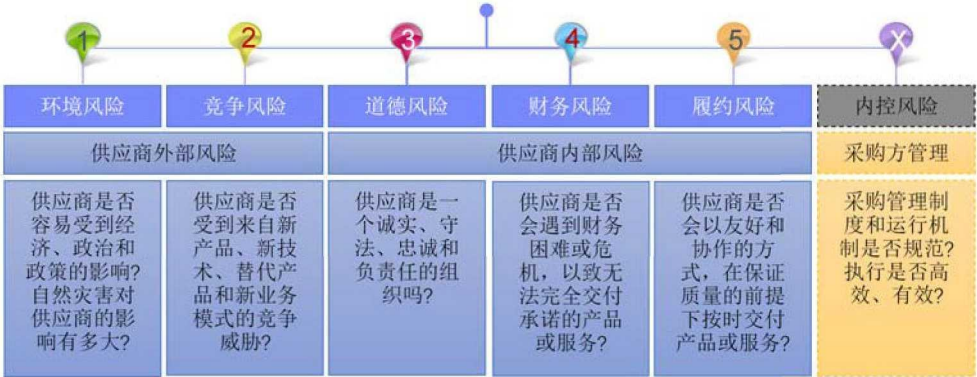 1 2 3 4 5 X
环境风险 竞争风险 道德风险 财务风险 履约风险 内控风险
供应商外部风险 供应商内部风险 采购方管理
供应商是否
容易受到经
济、政治和
政策的影响?
自然灾害对
供应商的影
响有多大?
供应商是否
受到来自新
产品、新技
术、替代产
品和新业务
模式的竞争
威胁?
供应商是一
个诚实、守
法、忠诚和
负责任的组
织吗?
供应商是否
会遇到财务
困难或危
机，以致无
法完全交付
承诺的产品
或服务?
供应商是否
会以友好和
协作的方
式，在保证
质量的前提
下按时交付
产品或服务?
采购管理制
度和运行机
制是否规范?
执行是否高
效、有效?